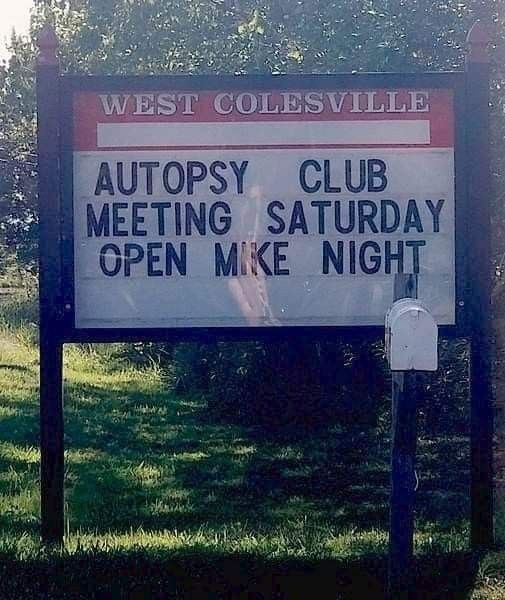 WEST COLESVILLE
AUTOPSY CLUB
MEETING SATURDAY
OPEN MIKE NIGHT